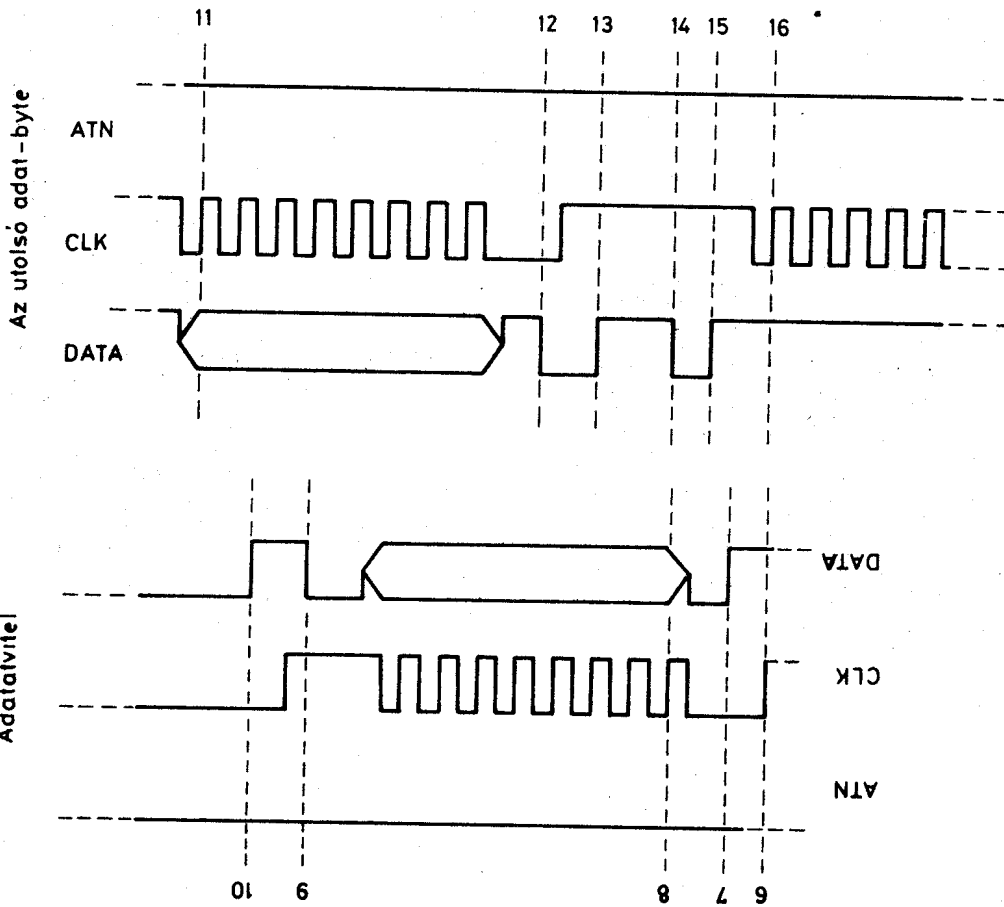 11 12 13 14 15 16
Az utolsó adat-byte
ATN
CLK
DATA
Adatatvitel
DATA
CLK
ATN
10 9 8 7 6